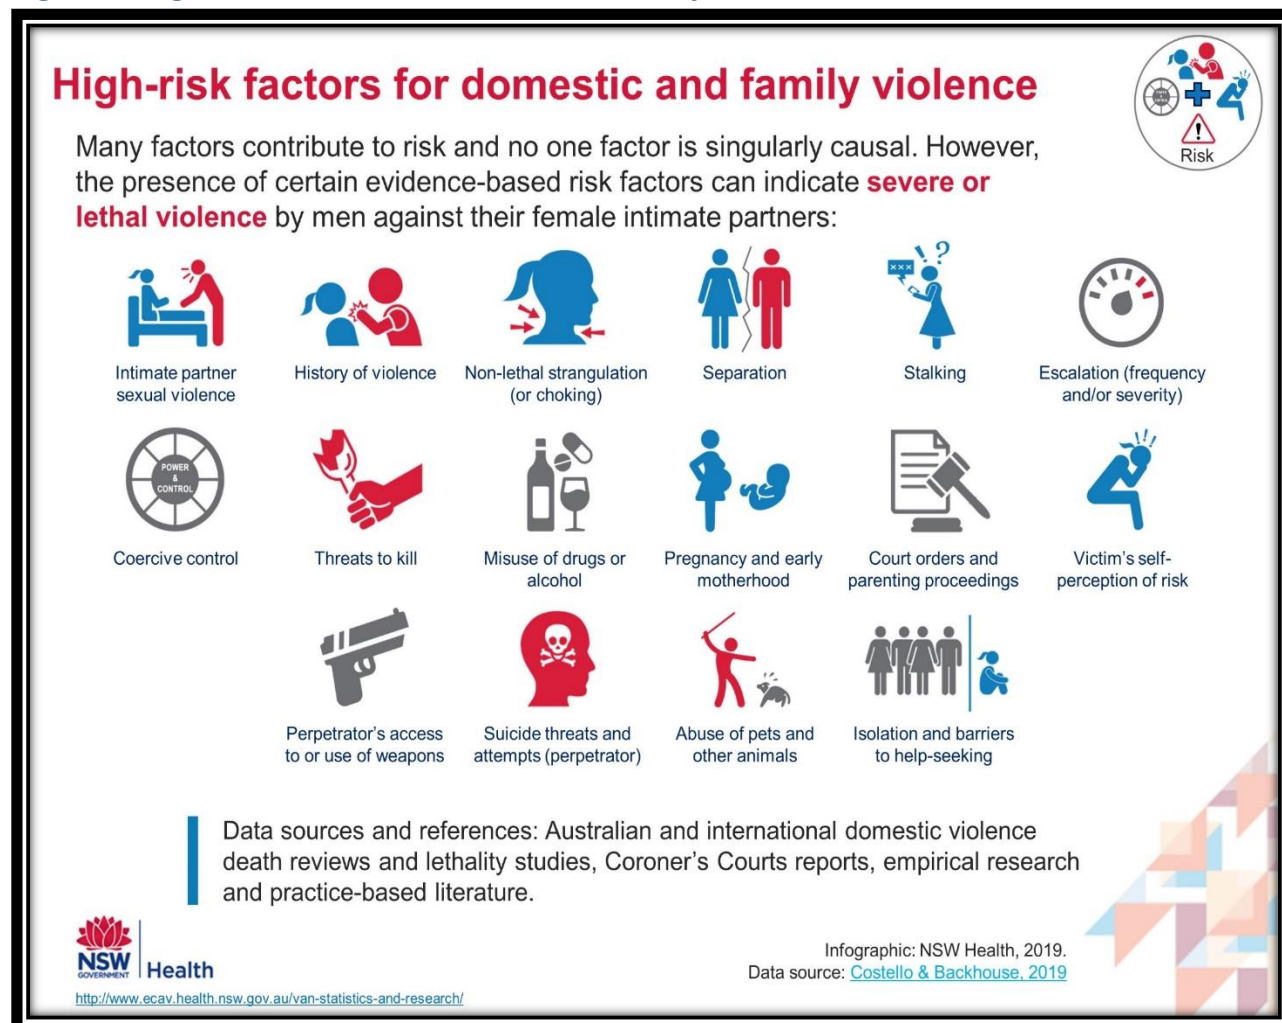 High-risk factors for domestic and family violence
Risk
Many factors contribute to risk and no one factor is singularly causal. However,
the presence of certain evidence-based risk factors can indicate severe or
lethal violence by men against their female intimate partners:
! ?
xxx
Intimate partner
sexual violence
History of violence
Non-lethal strangulation
(or choking)
Separation
Stalking
Escalation (frequency
and/or severity)
POWER
&
CONTROL
Coercive control
Threats to kill
Misuse of drugs or
alcohol
Pregnancy and early
motherhood
Court orders and
parenting proceedings
Victim's self-
perception of risk
Perpetrator's access
to or use of weapons
Suicide threats and
attempts (perpetrator)
Abuse of pets and
other animals
Isolation and barriers
to help-seeking
Data sources and references: Australian and international domestic violence
death reviews and lethality studies, Coroner's Courts reports, empirical research
and practice-based literature.
NSW
GOVERNMENT
Health
Infographic: NSW Health, 2019.
Data source: Costello & Backhouse, 2019
http://www.ecav.health.nsw.gov.au/van-statistics-and-research/